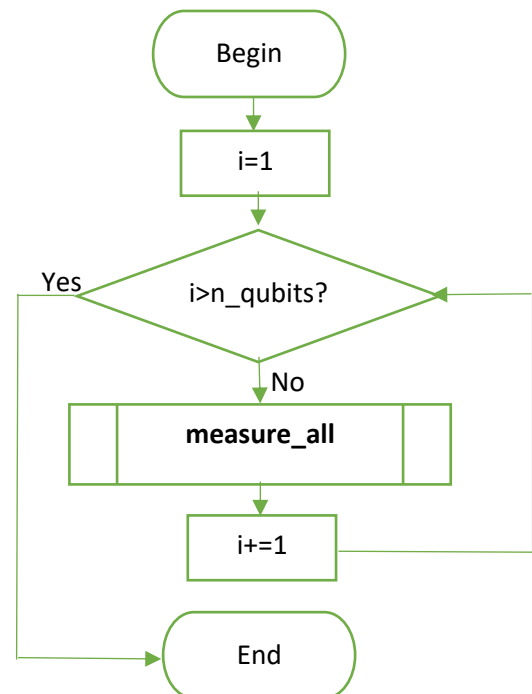 Begin
i=1
Yes
i>n_qubits?
No
measure_all
i+=1
End